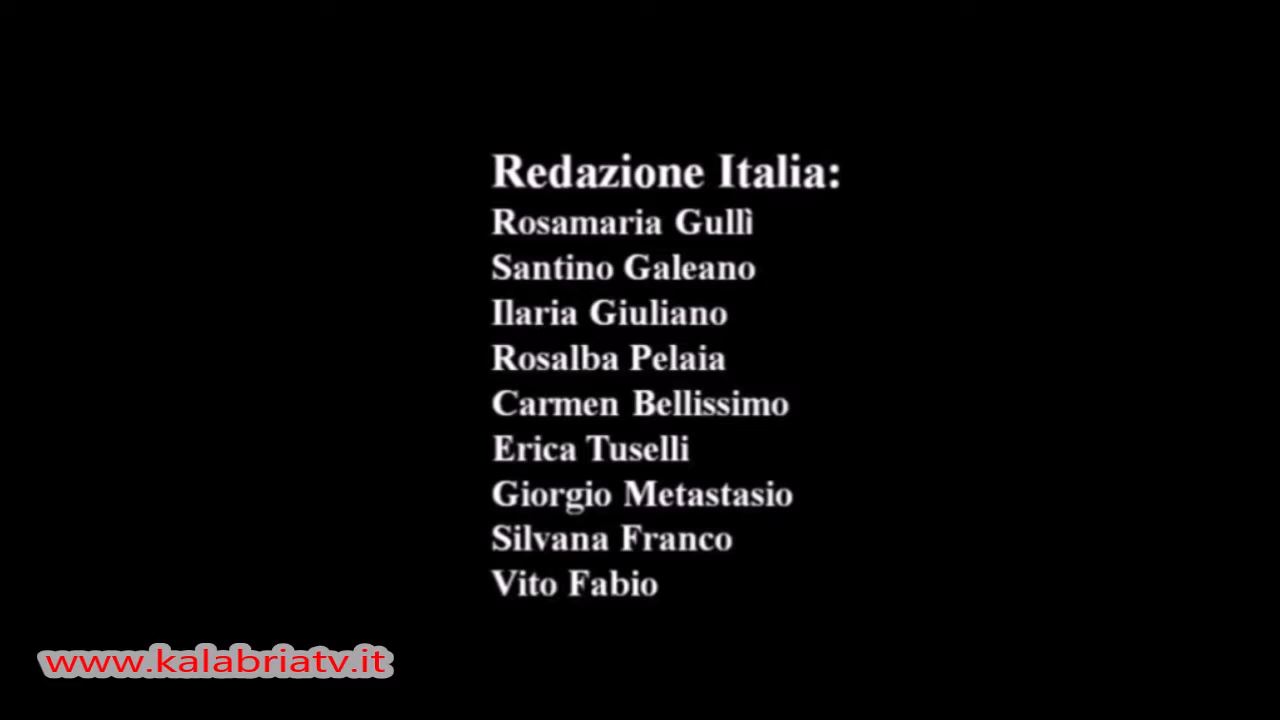 Redazione Italia:
Rosamaria Gullì
Santino Galeano
Ilaria Giuliano
Rosalba Pelaia
Carmen Bellissimo
Erica Tuselli
Giorgio Metastasio
Silvana Franco
Vito Fabio
www.kalabriatv.it